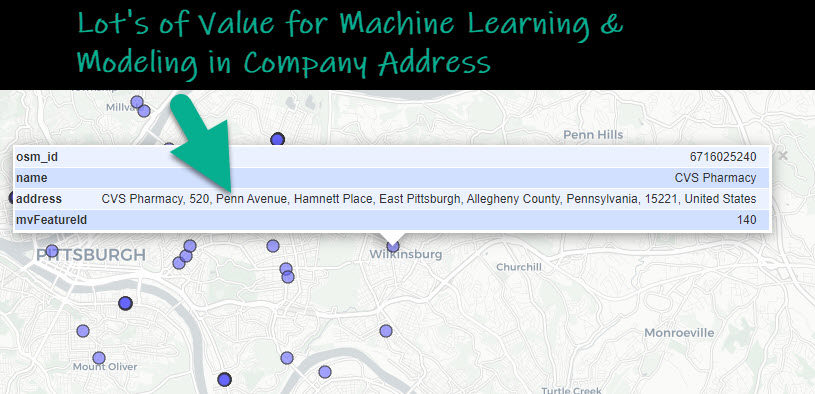 Lot's of Value for Machine Learning &
Modeling in Company Address
Penn Hills
osm_id 6716025240
name CVS Pharmacy
address CVS Pharmacy, 520, Penn Avenue, Hamnett Place, East Pittsburgh, Allegheny County, Pennsylvania, 15221, United States
mvFeatureId 140
PITTSBURGH
Wilkinsburg
Churchill
Monroeville
Mount Oliver
Turtle Creek